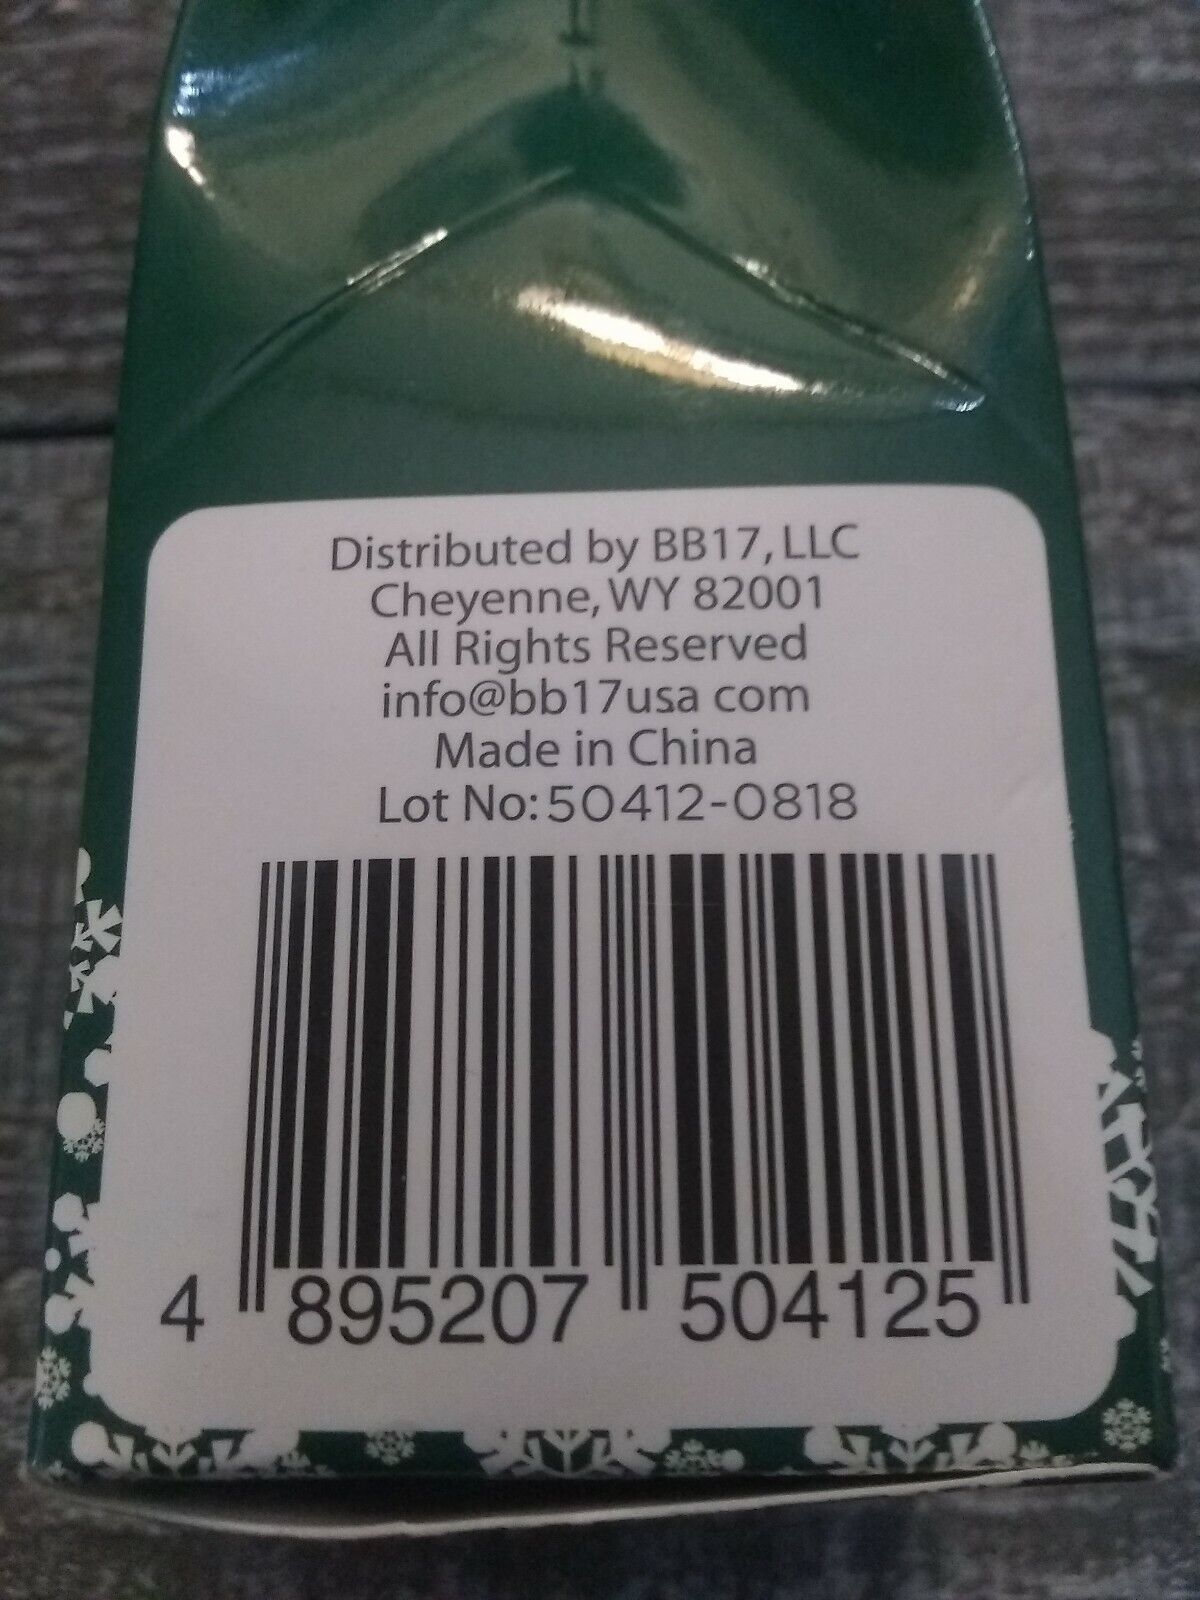 Distributed by BB17, LLC
Cheyenne, WY 82001
All Rights Reserved
info@bb17usa com
Made in China
Lot No: 50412-0818
4 895207 504125